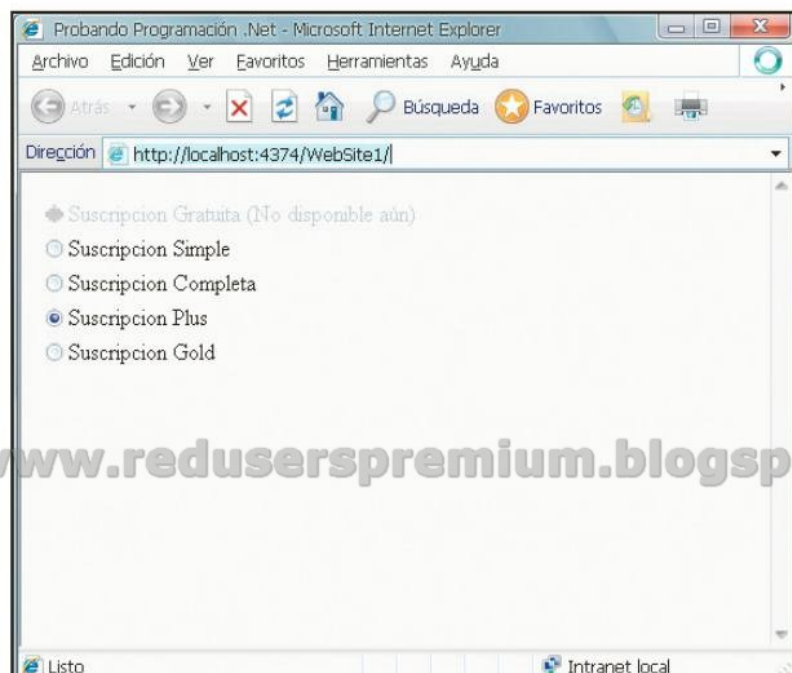 Probando Programación .Net - Microsoft Internet Explorer
Archivo Edición Ver Favoritos Herramientas Ayuda
Atrás Búsqueda Favoritos
Dirección http://localhost:4374/WebSite1/
Suscripcion Gratuita (No disponible aún)
Suscripcion Simple
Suscripcion Completa
Suscripcion Plus
Suscripcion Gold
www.reduserspremium.blogsp
Listo Intranet local